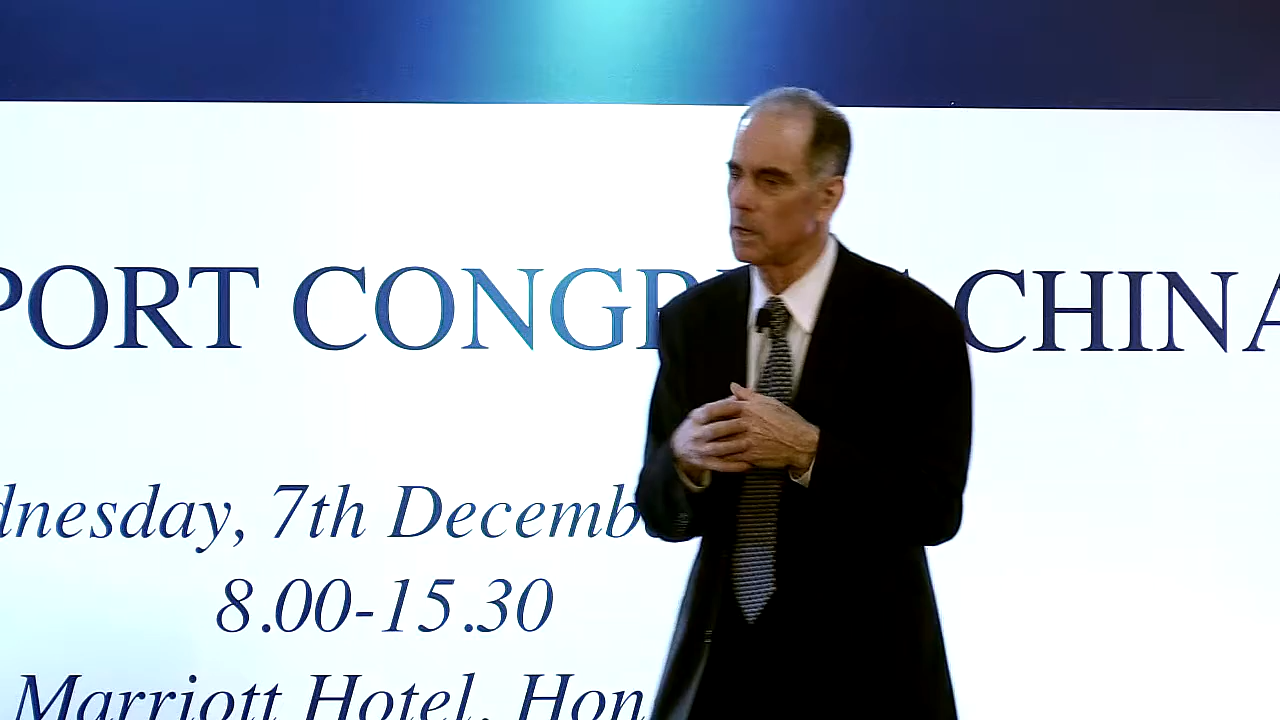 PORT CONGR CHINA
dnesday, 7th Decemb
8.00-15.30
Marriott Hotel, Hon